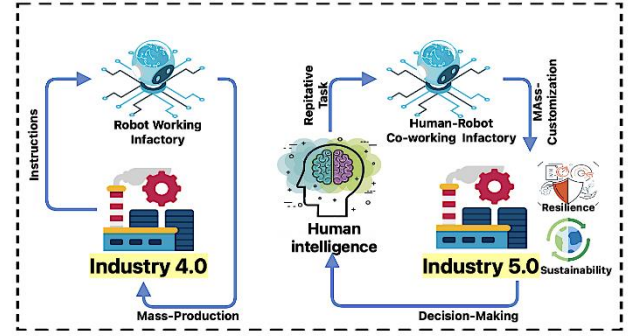 Instructions
Robot Working
Infactory
Industry 4.0
Mass-Production
Repitative
Task
Human-Robot
Co-working Infactory
MAss-
Customization
Human
intelligence
Resilience
Industry 5.0
Sustainability
Decision-Making